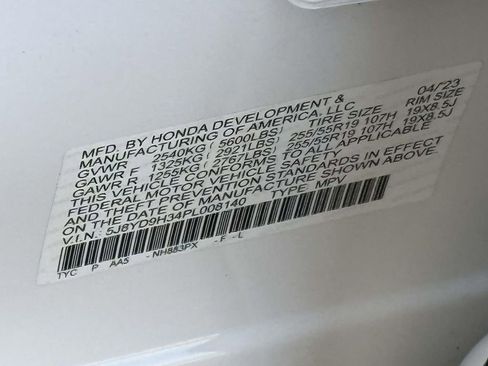 MFD. BY HONDA DEVELOPMENT & 04/23
MANUFACTURING OF AMERICA, LLC
GVWR 2540KG (5600LBS) TIRE SIZE RIM SIZE
GAWR F 1325KG (2921LBS) 255/55R19 107H 19X8.5J
GAWR R 1255KG (2767LBS) 255/55R19 107H 19X8.5J
THIS VEHICLE CONFORMS TO ALL APPLICABLE
FEDERAL MOTOR VEHICLE SAFETY
AND THEFT PREVENTION STANDARDS IN EFFECT
ON THE DATE OF MANUFACTURE SHOWN ABOVE.
V.I.N.: 5J8YD9H34PL008140 TYPE: MPV
TYC P AA5 - NH883PX - F - L